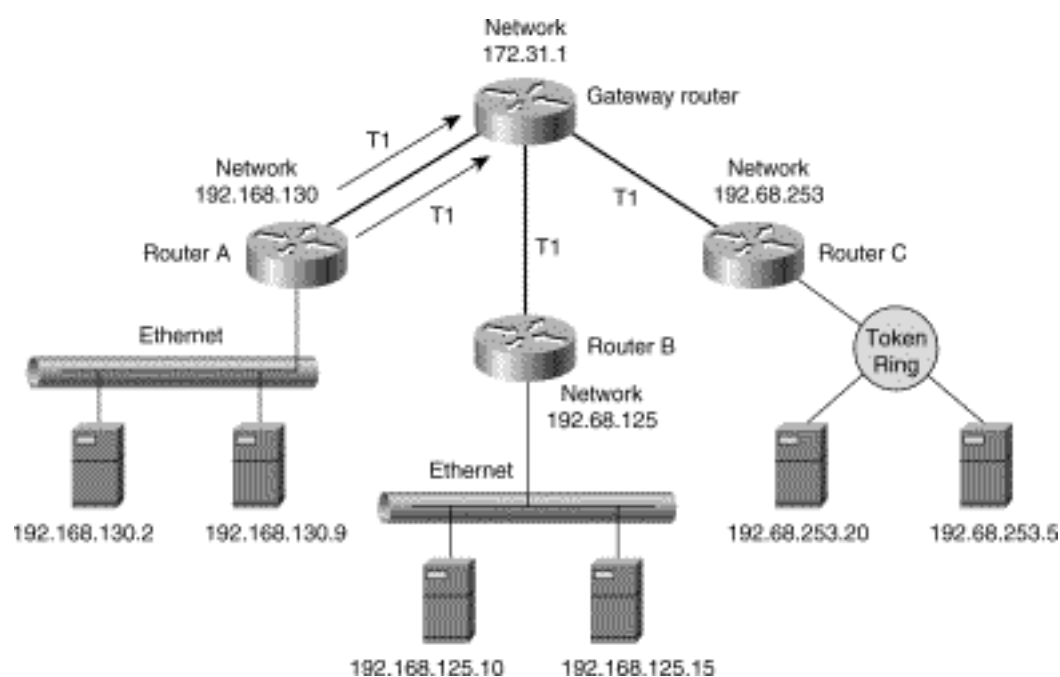 Network
172.31.1
Gateway router
T1
T1
Network
192.168.130
Router A
Network
192.68.253
T1
Router C
T1
Ethernet
Router B
Token
Ring
Network
192.68.125
Ethernet
192.168.130.2
192.168.130.9
192.68.253.20
192.68.253.5
192.168.125.10
192.168.125.15